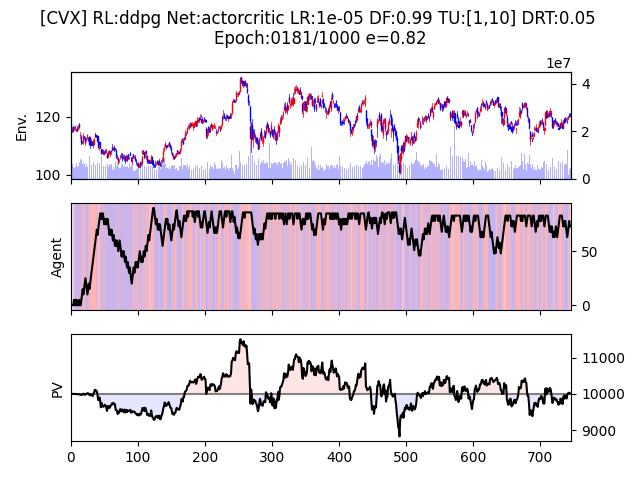 [CVX] RL:ddpg Net:actorcritic LR:1e-05 DF:0.99 TU:[1,10] DRT:0.05
Epoch:0181/1000 e=0.82
1e7
Env.
120
100
4
2
0
Agent
50
0
PV
11000
10000
9000
0 100 200 300 400 500 600 700